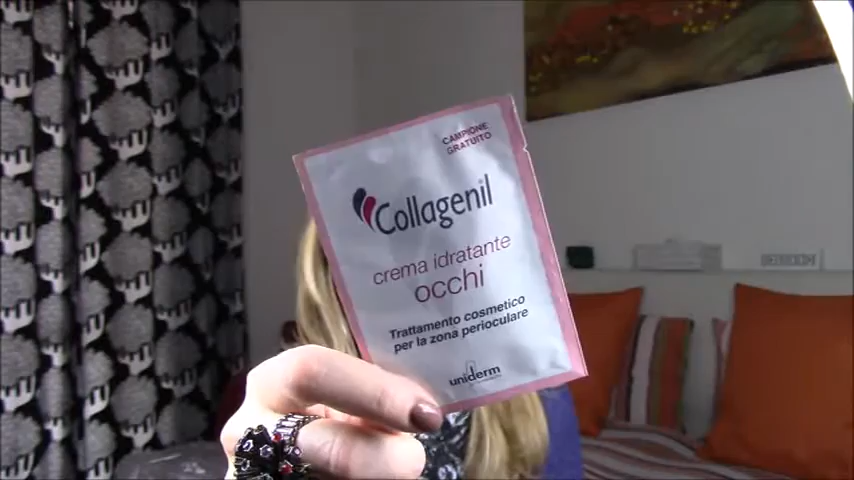 CAMPIONE
GRATUITO
Collagenil
crema idratante
occhi
Trattamento cosmetico
per la zona perioculare
uniderm